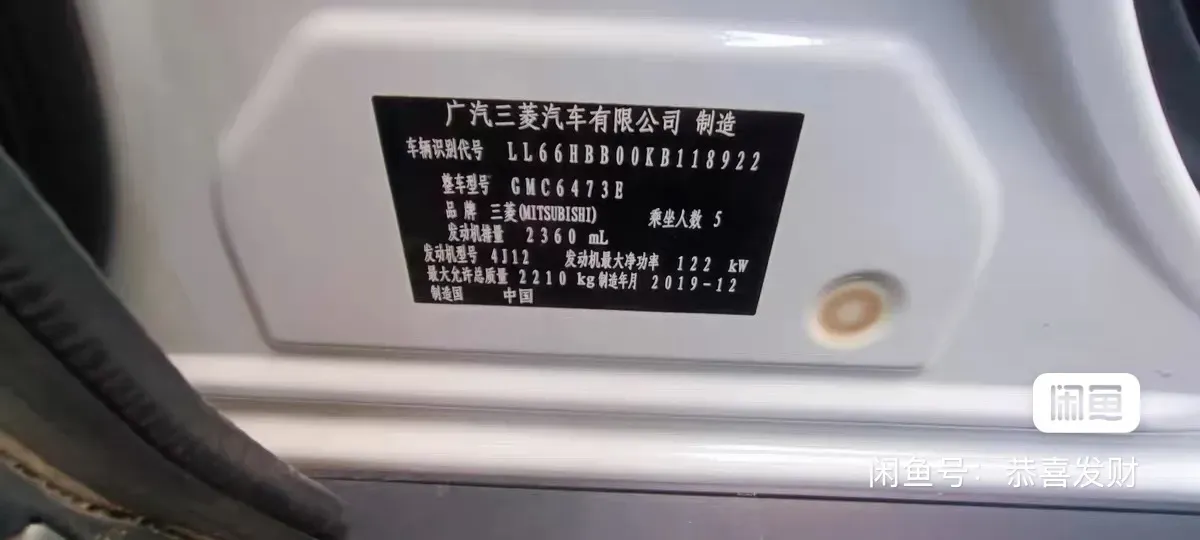 广汽三菱汽车有限公司 制造
车辆识别代号 LL66HBB00KB118922
整车型号 GMC6473E
品牌 三菱(MITSUBISHI) 乘坐人数 5
发动机排量 2360 mL
发动机型号 4J12 发动机最大净功率 122 kW
最大允许总质量 2210 kg 制造年月 2019-12
制造国 中国
闲鱼
闲鱼号：恭喜发财